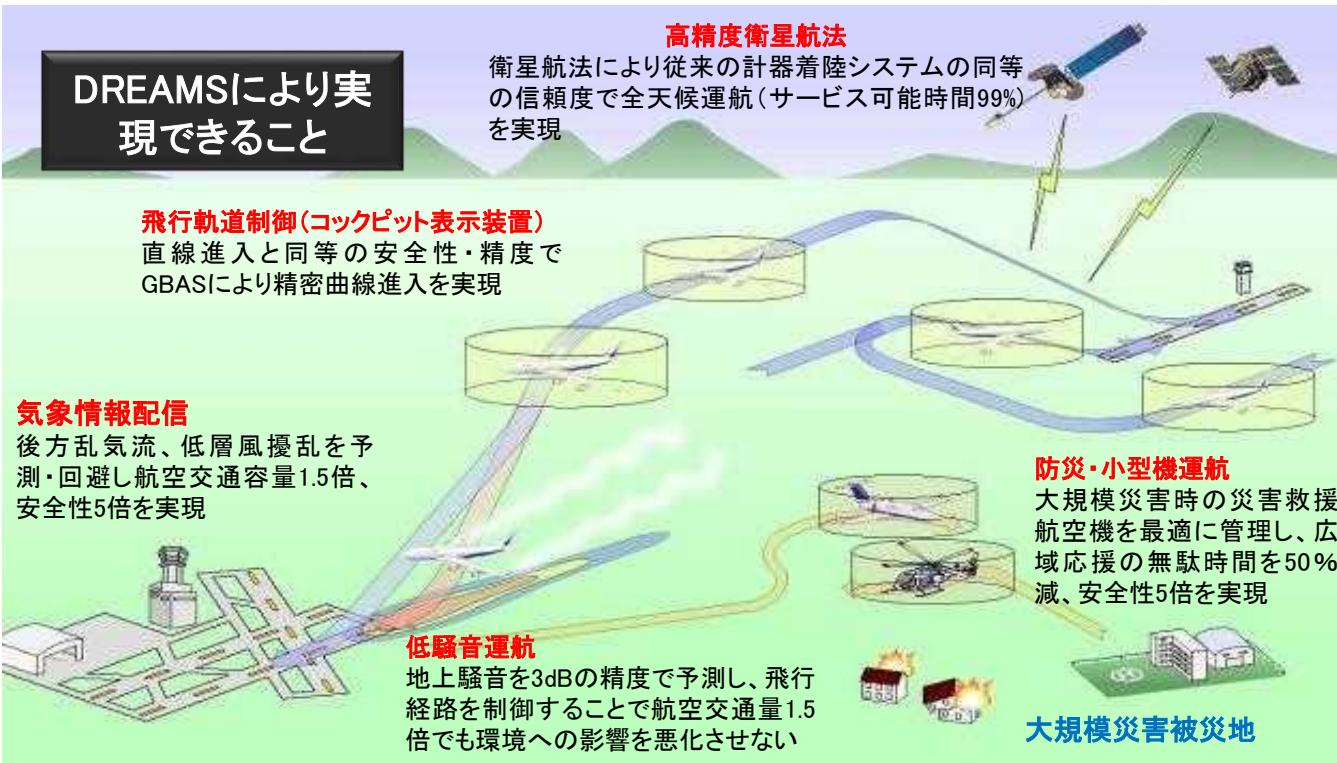 DREAMSにより実
現できること
高精度衛星航法
衛星航法により従来の計器着陸システムの同等
の信頼度で全天候運航(サービス可能時間99%)
を実現
飛行軌道制御(コックピット表示装置)
直線進入と同等の安全性・精度で
GBASにより精密曲線進入を実現
気象情報配信
後方乱気流、低層風擾乱を予
測・回避し航空交通容量1.5倍、
安全性5倍を実現
防災・小型機運航
大規模災害時の災害救援
航空機を最適に管理し、広
域応援の無駄時間を50%
減、安全性5倍を実現
低騒音運航
地上騒音を3dBの精度で予測し、飛行
経路を制御することで航空交通量1.5
倍でも環境への影響を悪化させない
大規模災害被災地